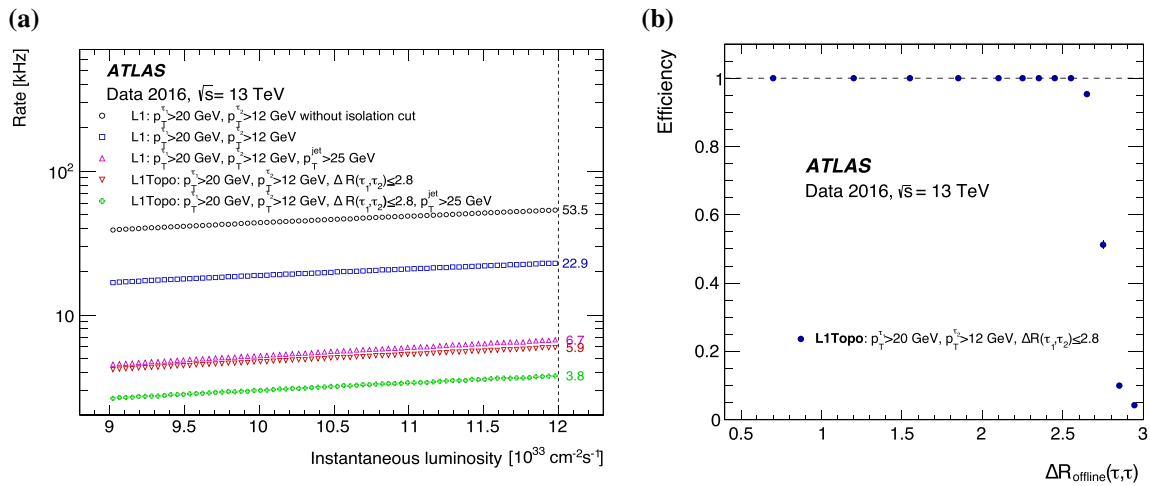 (a)
Rate [kHz]
ATLAS
Data 2016, √s= 13 TeV
L1: p_T^τ₁>20 GeV, p_T^τ₂>12 GeV without isolation cut
L1: p_T^τ₁>20 GeV, p_T^τ₂>12 GeV
L1: p_T^τ₁>20 GeV, p_T^τ₂>12 GeV, p_T^jet>25 GeV
L1Topo: p_T^τ₁>20 GeV, p_T^τ₂>12 GeV, Δ R(τ₁,τ₂)≤2.8
L1Topo: p_T^τ₁>20 GeV, p_T^τ₂>12 GeV, Δ R(τ₁,τ₂)≤2.8, p_T^jet>25 GeV
10²
10
53.5
22.9
6.7
5.9
3.8
9 9.5 10 10.5 11 11.5 12
Instantaneous luminosity [10³³ cm⁻²s⁻¹]
(b)
Efficiency
1
0.8
0.6
0.4
0.2
0
ATLAS
Data 2016, √s = 13 TeV
L1Topo: p_T^τ₁>20 GeV, p_T^τ₂>12 GeV, ΔR(τ₁,τ₂)≤2.8
0.5 1 1.5 2 2.5 3
ΔR_offline(τ,τ)